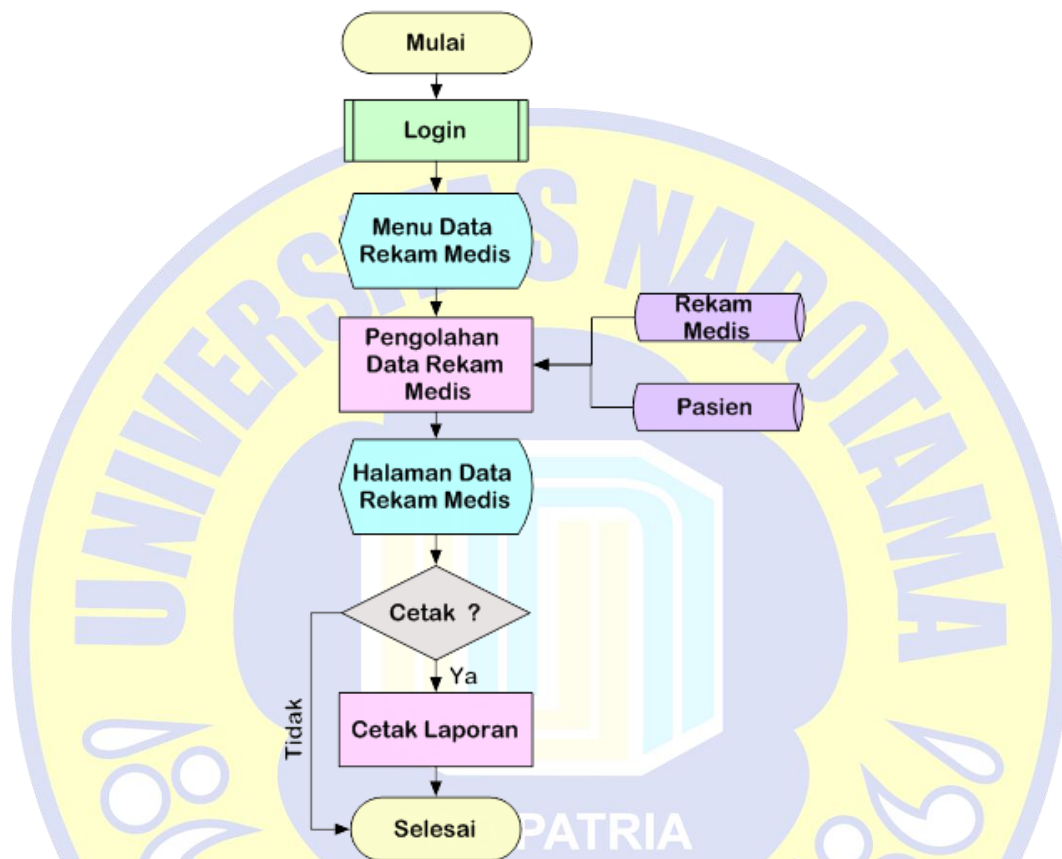 Mulai
Login
Menu Data
Rekam Medis
Pengolahan
Data Rekam
Medis
Rekam
Medis
Pasien
Halaman Data
Rekam Medis
Cetak ?
Ya
Tidak
Cetak Laporan
Selesai
UNIVERSITAS NAROTAMA
PATRIA